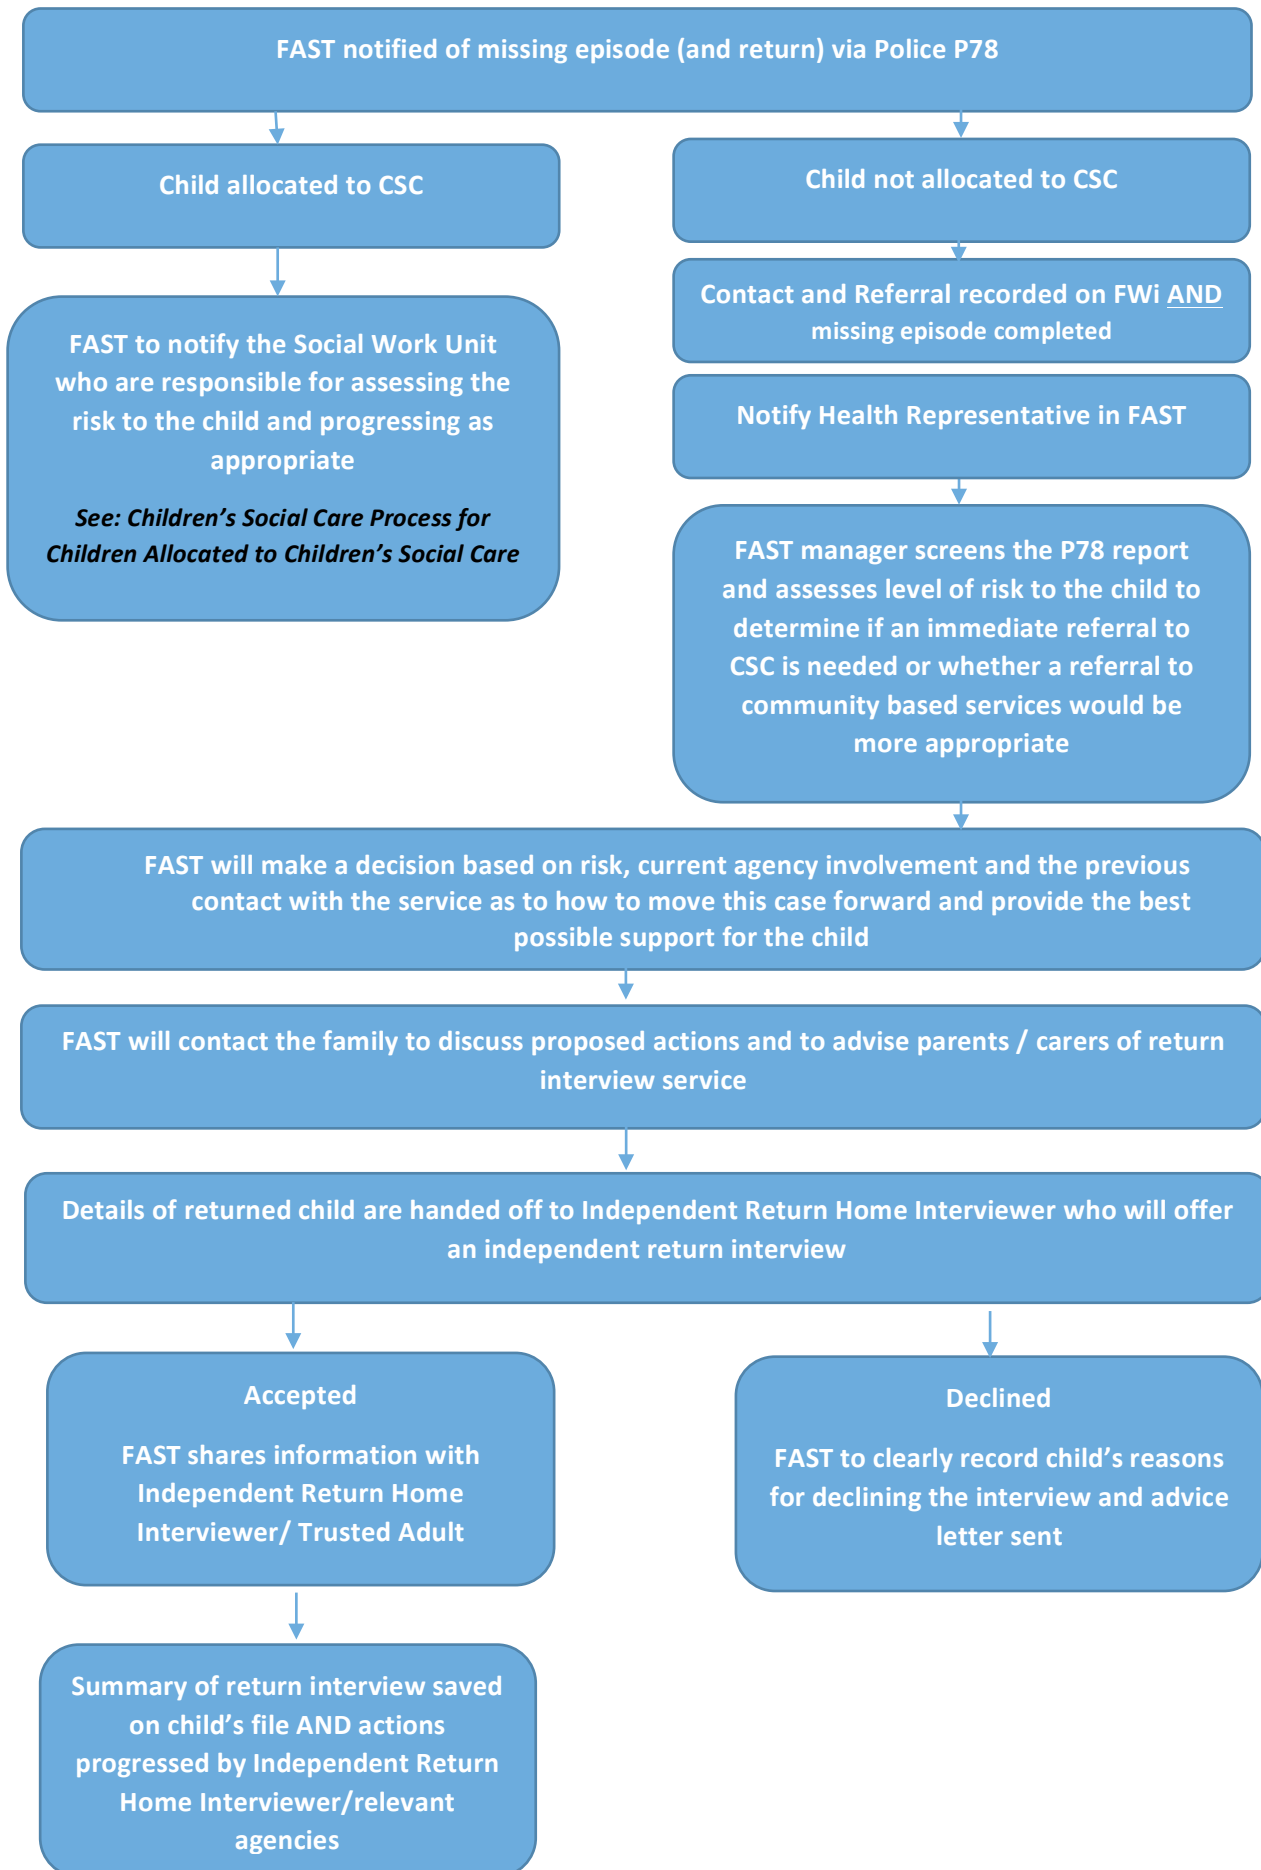 FAST notified of missing episode (and return) via Police P78
Child allocated to CSC
FAST to notify the Social Work Unit
who are responsible for assessing the
risk to the child and progressing as
appropriate
See: Children’s Social Care Process for
Children Allocated to Children’s Social Care
Child not allocated to CSC
Contact and Referral recorded on FWi AND
missing episode completed
Notify Health Representative in FAST
FAST manager screens the P78 report
and assesses level of risk to the child to
determine if an immediate referral to
CSC is needed or whether a referral to
community based services would be
more appropriate
FAST will make a decision based on risk, current agency involvement and the previous
contact with the service as to how to move this case forward and provide the best
possible support for the child
FAST will contact the family to discuss proposed actions and to advise parents / carers of return
interview service
Details of returned child are handed off to Independent Return Home Interviewer who will offer
an independent return interview
Accepted
FAST shares information with
Independent Return Home
Interviewer/ Trusted Adult
Declined
FAST to clearly record child’s reasons
for declining the interview and advice
letter sent
Summary of return interview saved
on child’s file AND actions
progressed by Independent Return
Home Interviewer/relevant
agencies